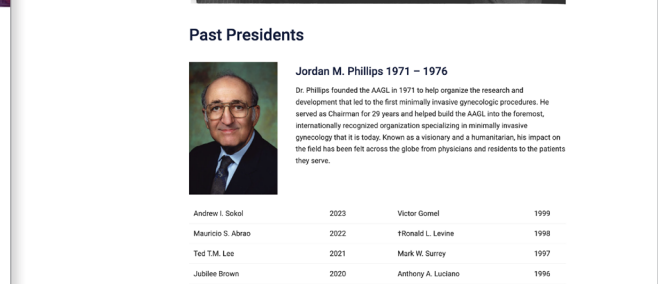 Past Presidents
Jordan M. Phillips 1971 – 1976
Dr. Phillips founded the AAGL in 1971 to help organize the research and
development that led to the first minimally invasive gynecologic procedures. He
served as Chairman for 29 years and helped build the AAGL into the foremost,
internationally recognized organization specializing in minimally invasive
gynecology that it is today. Known as a visionary and a humanitarian, his impact on
the field has been felt across the globe from physicians and residents to the patients
they serve.
Andrew I. Sokol 2023 Victor Gomel 1999
Mauricio S. Abrao 2022 †Ronald L. Levine 1998
Ted T.M. Lee 2021 Mark W. Surrey 1997
Jubilee Brown 2020 Anthony A. Luciano 1996